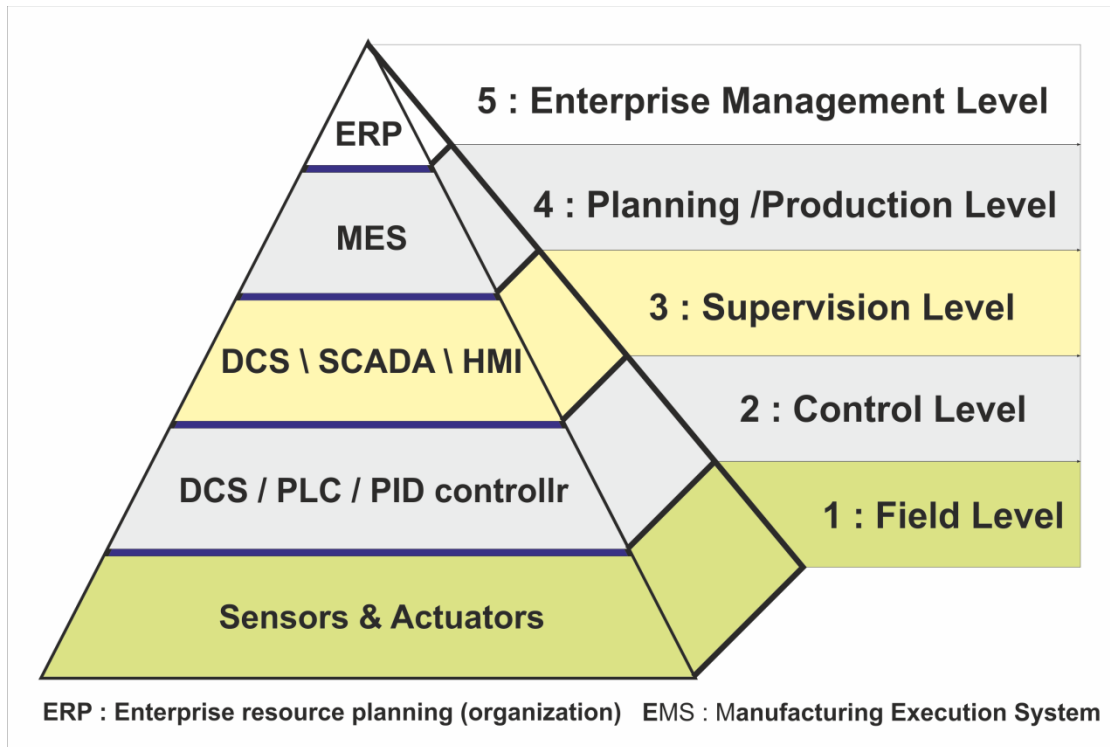 ERP
5 : Enterprise Management Level
MES
4 : Planning /Production Level
DCS \ SCADA \ HMI
3 : Supervision Level
DCS / PLC / PID controllr
2 : Control Level
Sensors & Actuators
1 : Field Level
ERP : Enterprise resource planning (organization) EMS : Manufacturing Execution System